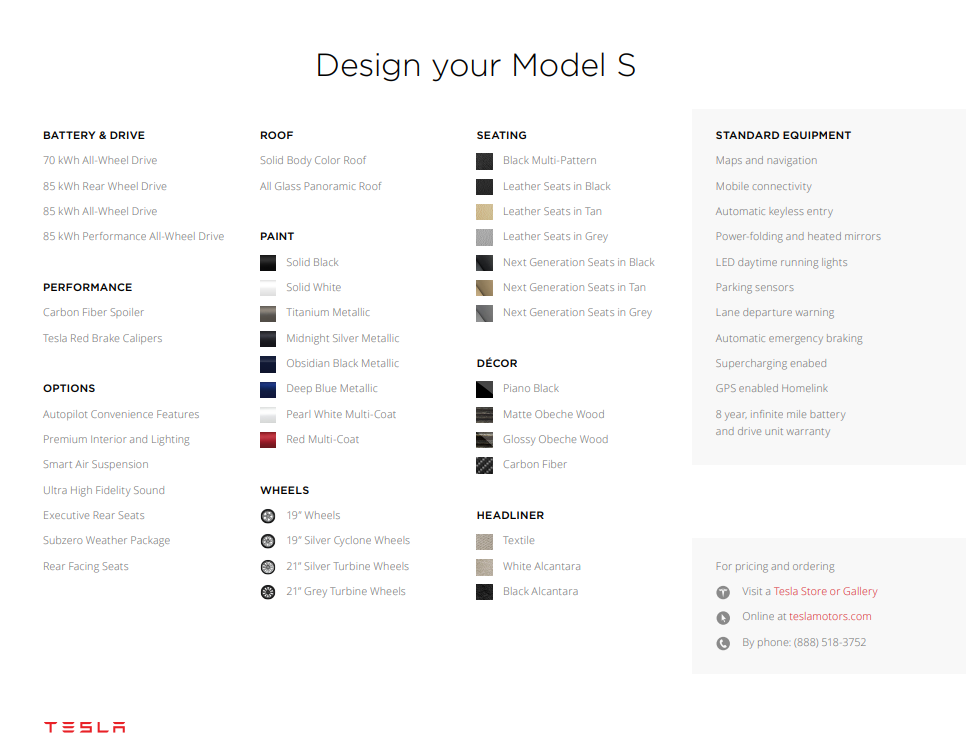 Design your Model S
BATTERY & DRIVE
70 kWh All-Wheel Drive
85 kWh Rear Wheel Drive
85 kWh All-Wheel Drive
85 kWh Performance All-Wheel Drive
PERFORMANCE
Carbon Fiber Spoiler
Tesla Red Brake Calipers
OPTIONS
Autopilot Convenience Features
Premium Interior and Lighting
Smart Air Suspension
Ultra High Fidelity Sound
Executive Rear Seats
Subzero Weather Package
Rear Facing Seats
ROOF
Solid Body Color Roof
All Glass Panoramic Roof
PAINT
Solid Black
Solid White
Titanium Metallic
Midnight Silver Metallic
Obsidian Black Metallic
Deep Blue Metallic
Pearl White Multi-Coat
Red Multi-Coat
WHEELS
19” Wheels
19” Silver Cyclone Wheels
21” Silver Turbine Wheels
21” Grey Turbine Wheels
SEATING
Black Multi-Pattern
Leather Seats in Black
Leather Seats in Tan
Leather Seats in Grey
Next Generation Seats in Black
Next Generation Seats in Tan
Next Generation Seats in Grey
DÉCOR
Piano Black
Matte Obeche Wood
Glossy Obeche Wood
Carbon Fiber
HEADLINER
Textile
White Alcantara
Black Alcantara
STANDARD EQUIPMENT
Maps and navigation
Mobile connectivity
Automatic keyless entry
Power-folding and heated mirrors
LED daytime running lights
Parking sensors
Lane departure warning
Automatic emergency braking
Supercharging enabed
GPS enabled Homelink
8 year, infinite mile battery
and drive unit warranty
For pricing and ordering
Visit a Tesla Store or Gallery
Online at teslamotors.com
By phone: (888) 518-3752
TESLA